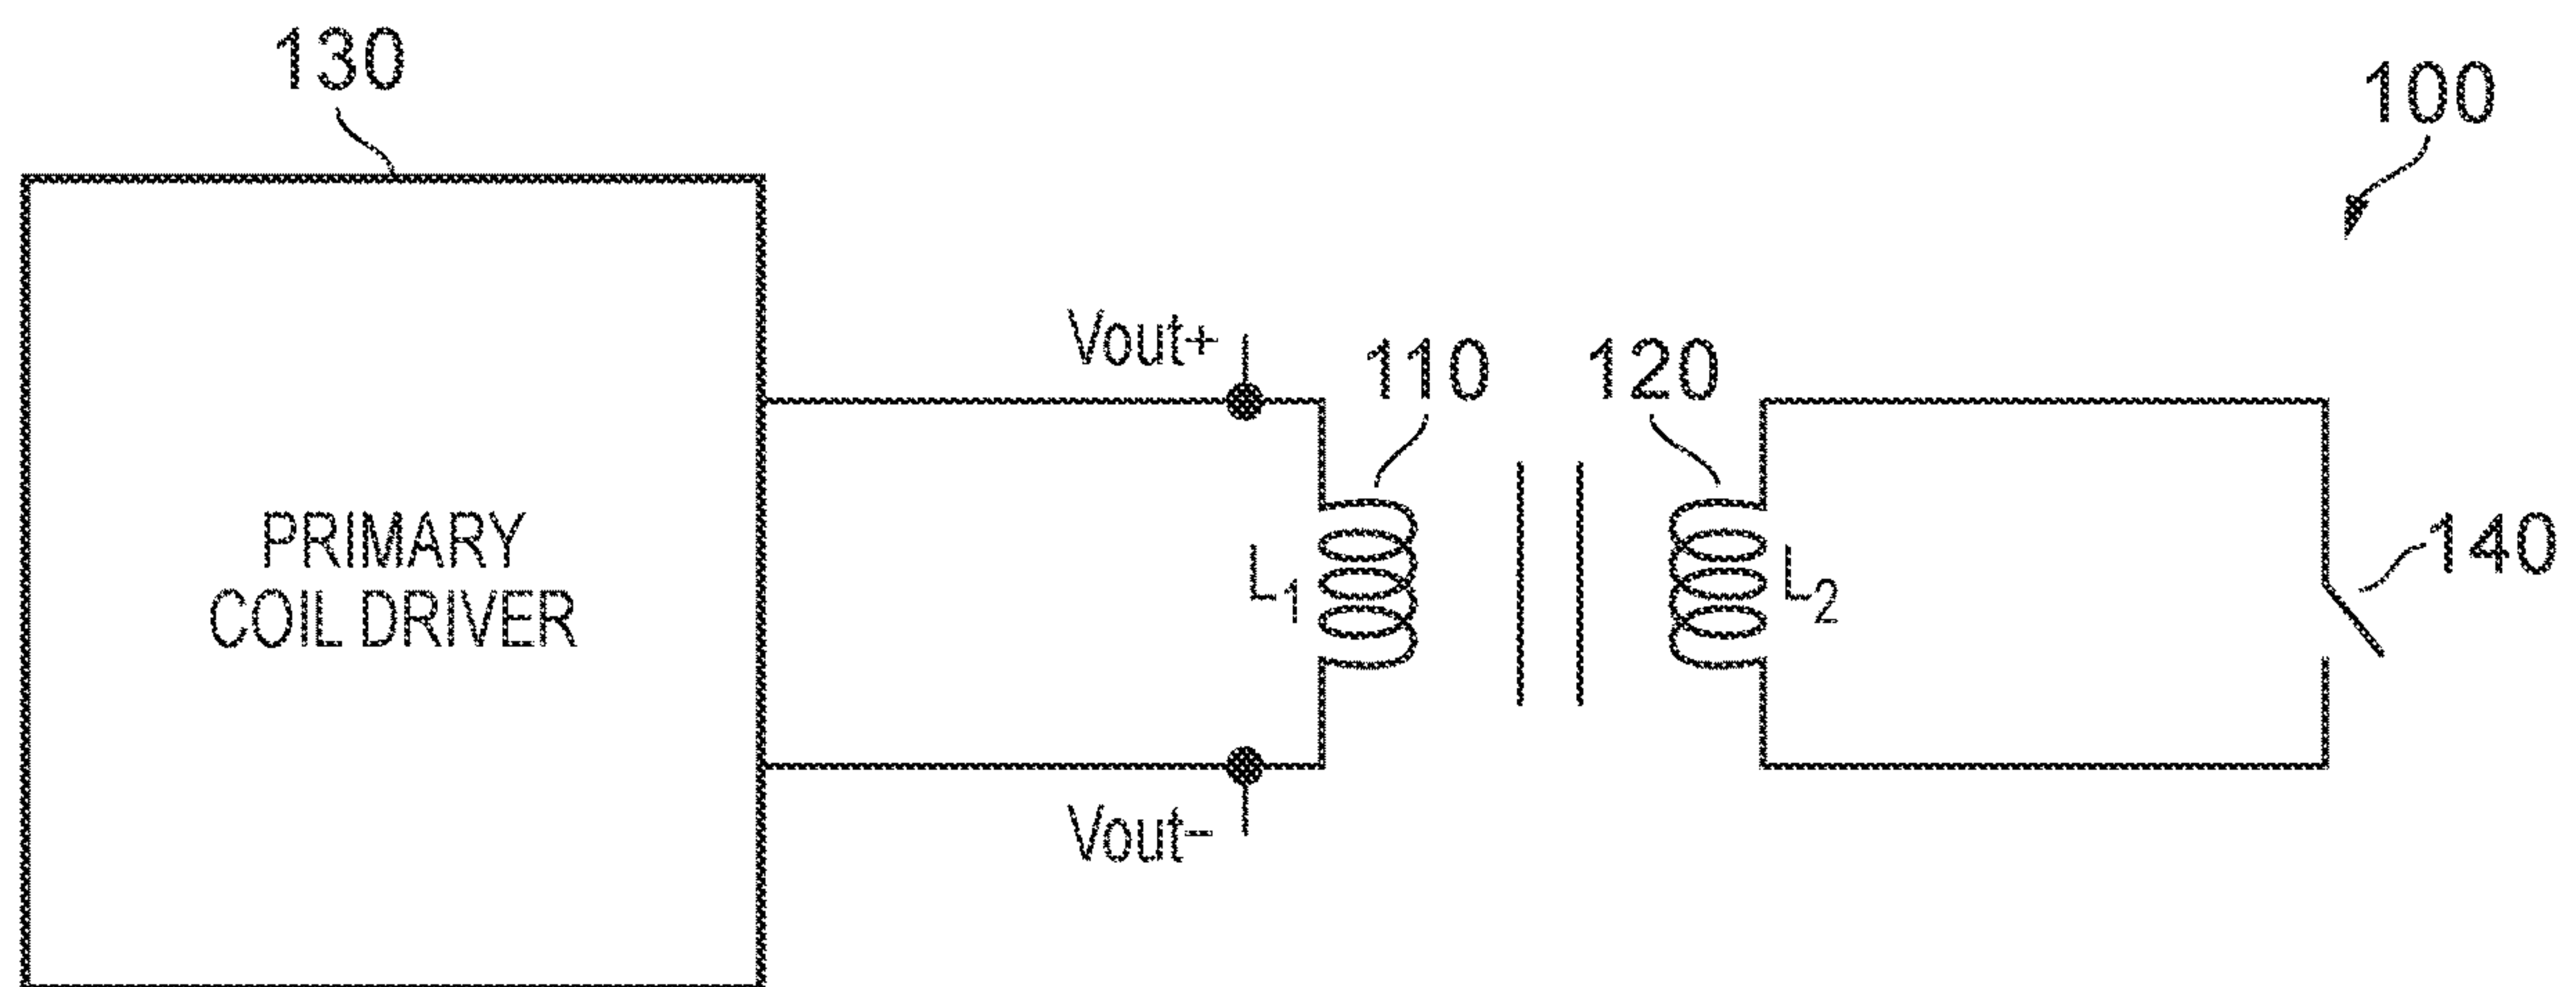 130
100
Vout+
110
120
PRIMARY
COIL DRIVER
L₁
L₂
140
Vout−